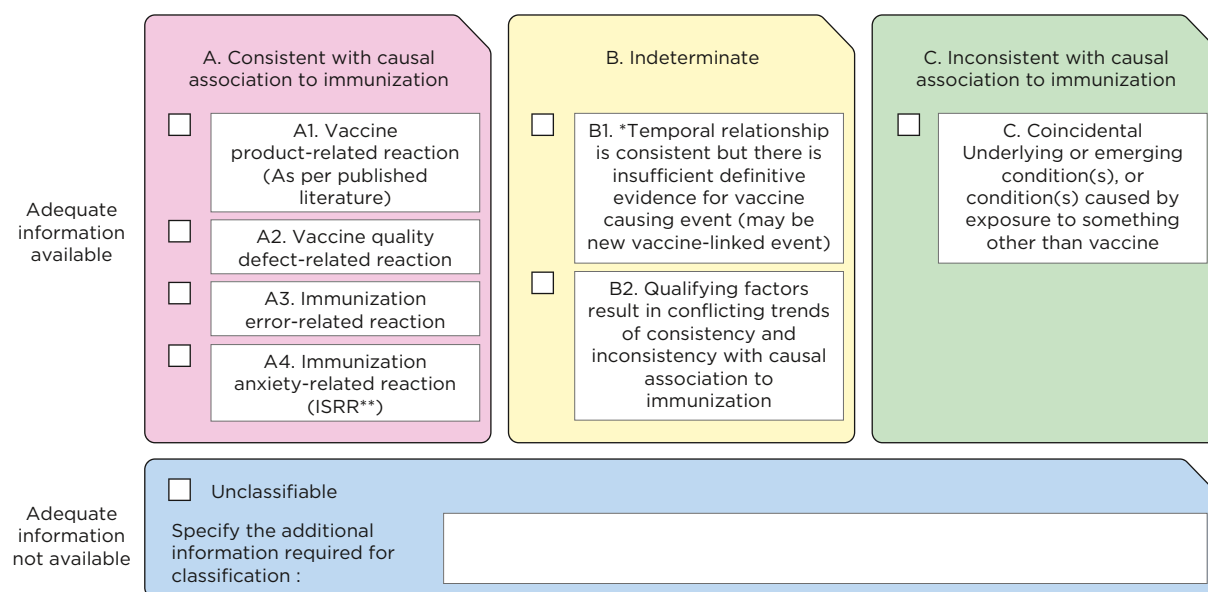 A. Consistent with causal
association to immunization
A1. Vaccine
product-related reaction
(As per published
literature)
A2. Vaccine quality
defect-related reaction
A3. Immunization
error-related reaction
A4. Immunization
anxiety-related reaction
(ISRR**)
B. Indeterminate
B1. *Temporal relationship
is consistent but there is
insufficient definitive
evidence for vaccine
causing event (may be
new vaccine-linked event)
B2. Qualifying factors
result in conflicting trends
of consistency and
inconsistency with causal
association to
immunization
C. Inconsistent with causal
association to immunization
C. Coincidental
Underlying or emerging
condition(s), or
condition(s) caused by
exposure to something
other than vaccine
Adequate
information
available
Adequate
information
not available
Unclassifiable
Specify the additional
information required for
classification :